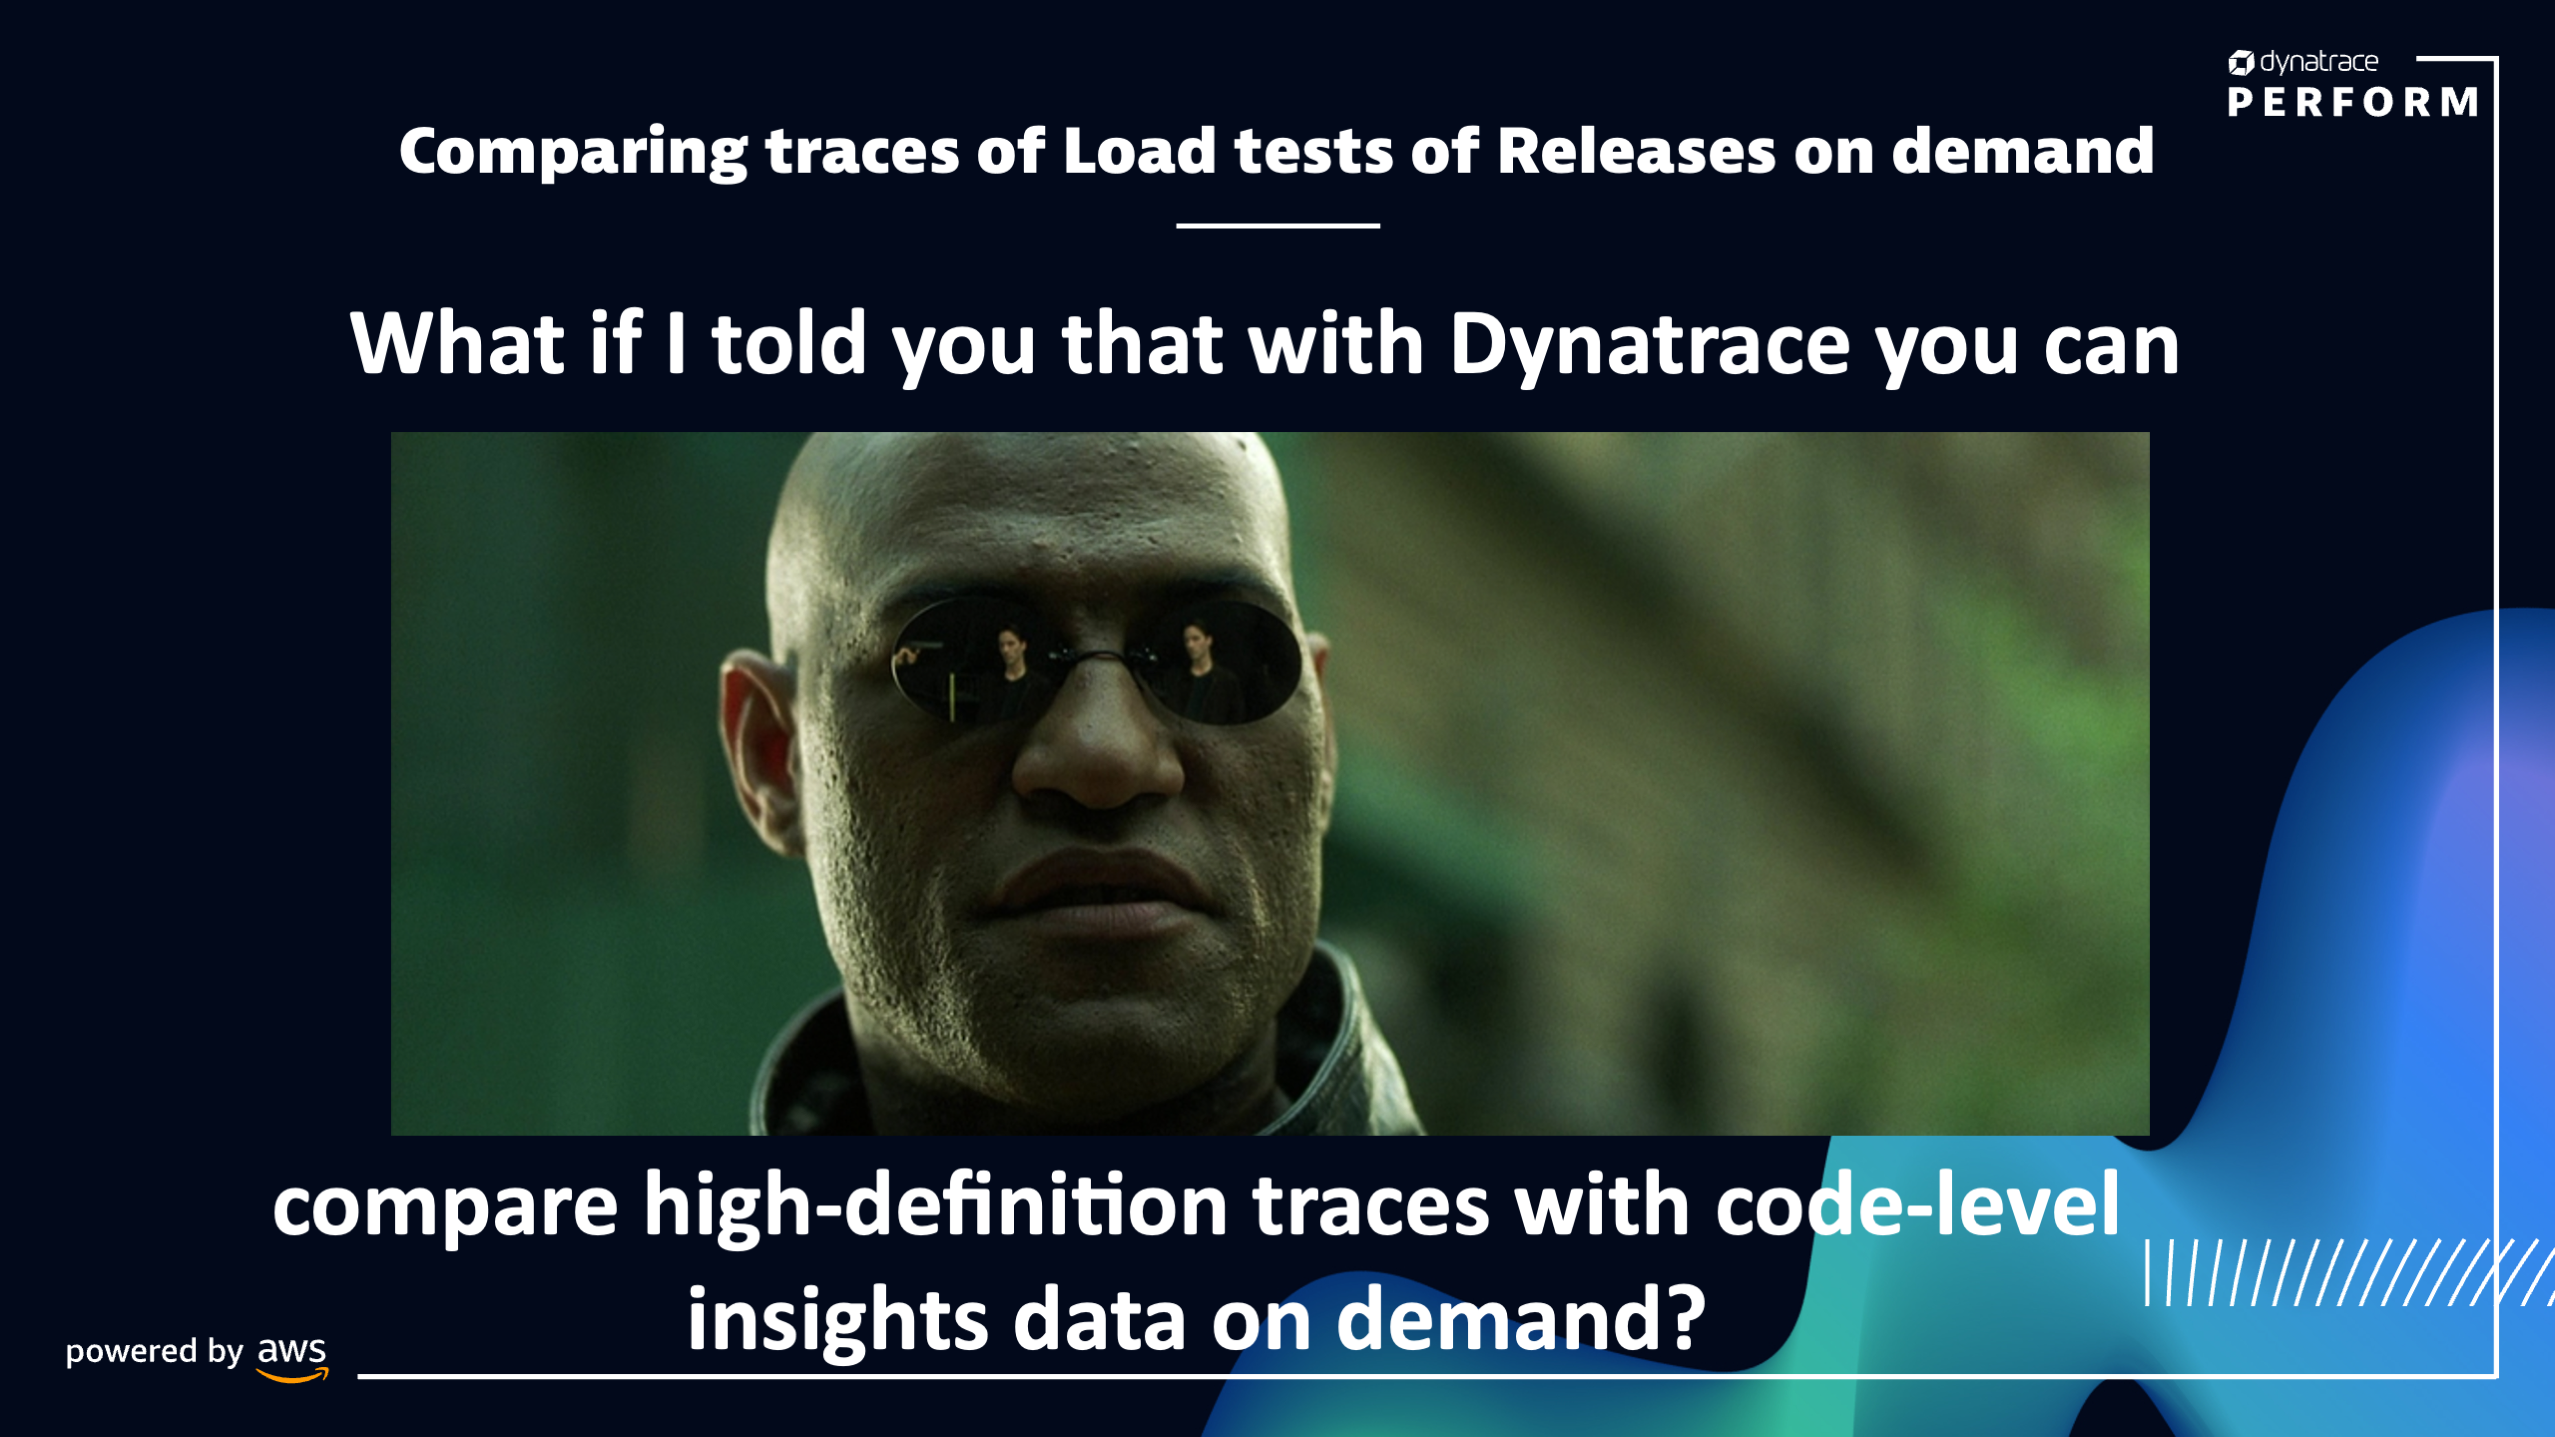 dynatrace
PERFORM
Comparing traces of Load tests of Releases on demand
What if I told you that with Dynatrace you can
compare high-definition traces with code-level
insights data on demand?
powered by aws